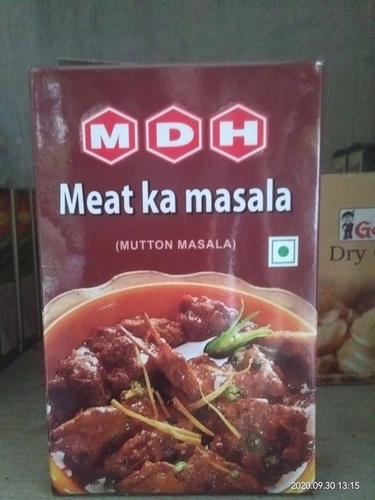 MDH
Meat ka masala
(MUTTON MASALA)
Dry
2020.09.30 13:15